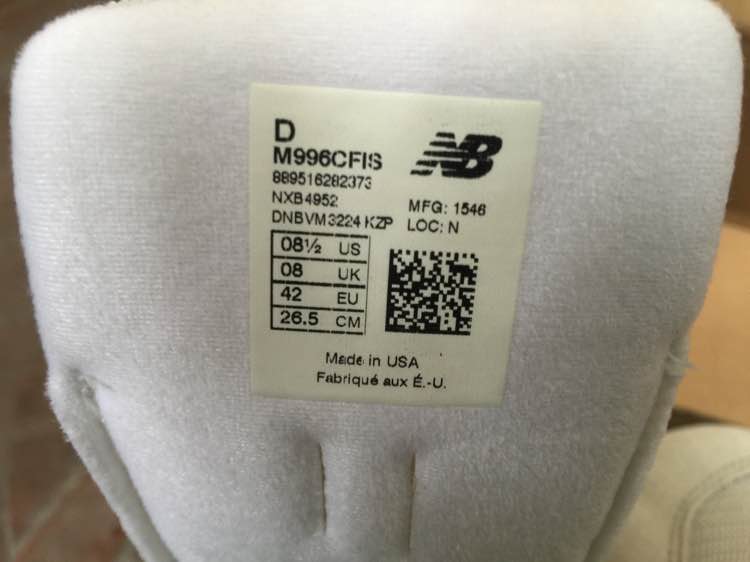 D
M996CFIS
889516282373
NXB4952
DNBVM3224 KZP
NB
MFG: 1546
LOC: N
08½ US
08 UK
42 EU
26.5 CM
Made in USA
Fabriqué aux É.-U.